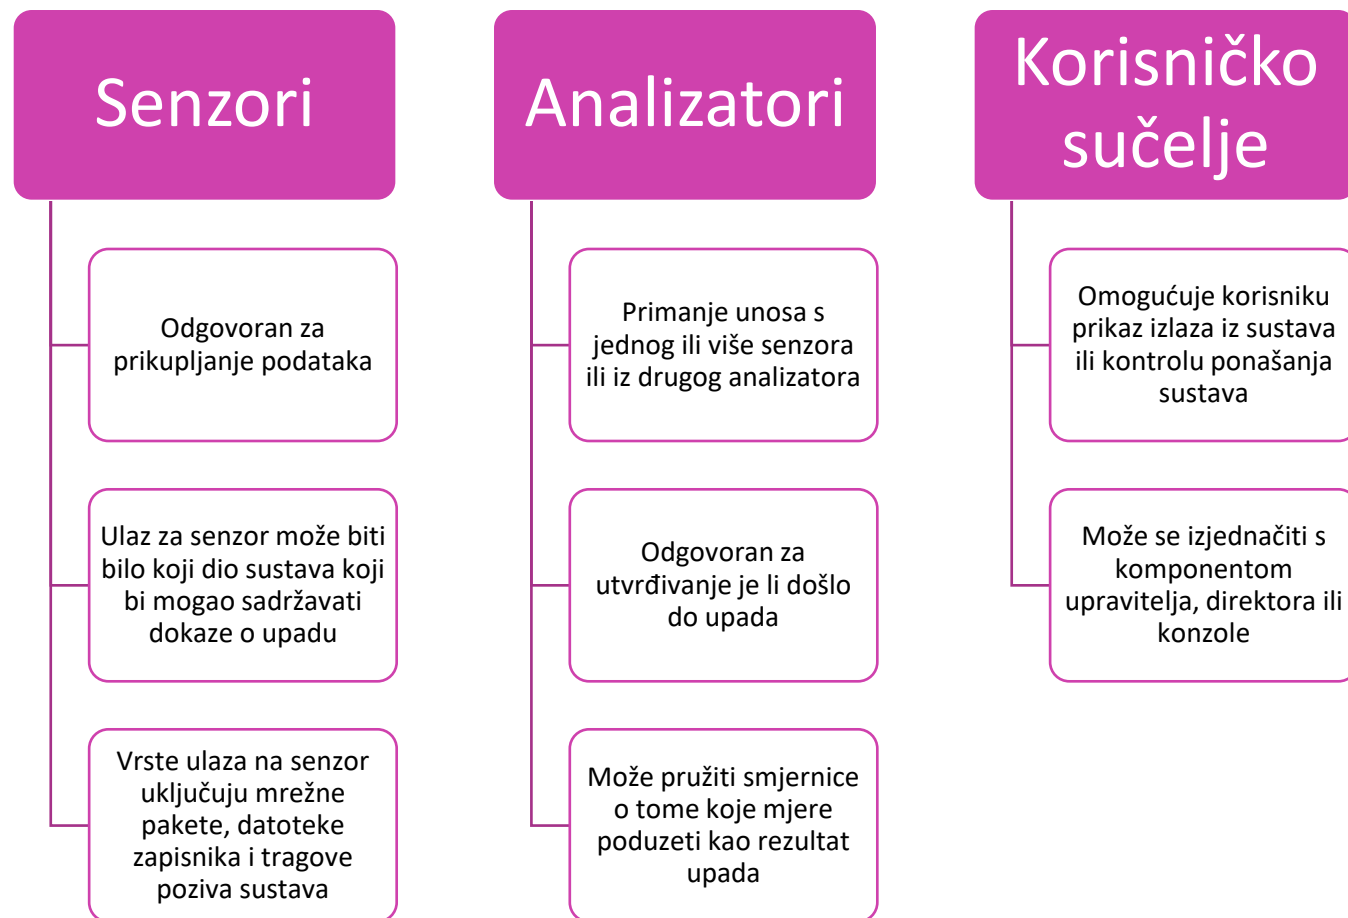 Senzori
Odgovoran za
prikupljanje podataka
Ulaz za senzor može biti
bilo koji dio sustava koji
bi mogao sadržavati
dokaze o upadu
Vrste ulaza na senzor
uključuju mrežne
pakete, datoteke
zapisnika i tragove
poziva sustava
Analizatori
Primanje unosa s
jednog ili više senzora
ili iz drugog analizatora
Odgovoran za
utvrđivanje je li došlo
do upada
Može pružiti smjernice
o tome koje mjere
poduzeti kao rezultat
upada
Korisničko
sučelje
Omogućuje korisniku
prikaz izlaza iz sustava
ili kontrolu ponašanja
sustava
Može se izjednačiti s
komponentom
upravitelja, direktora ili
konzole